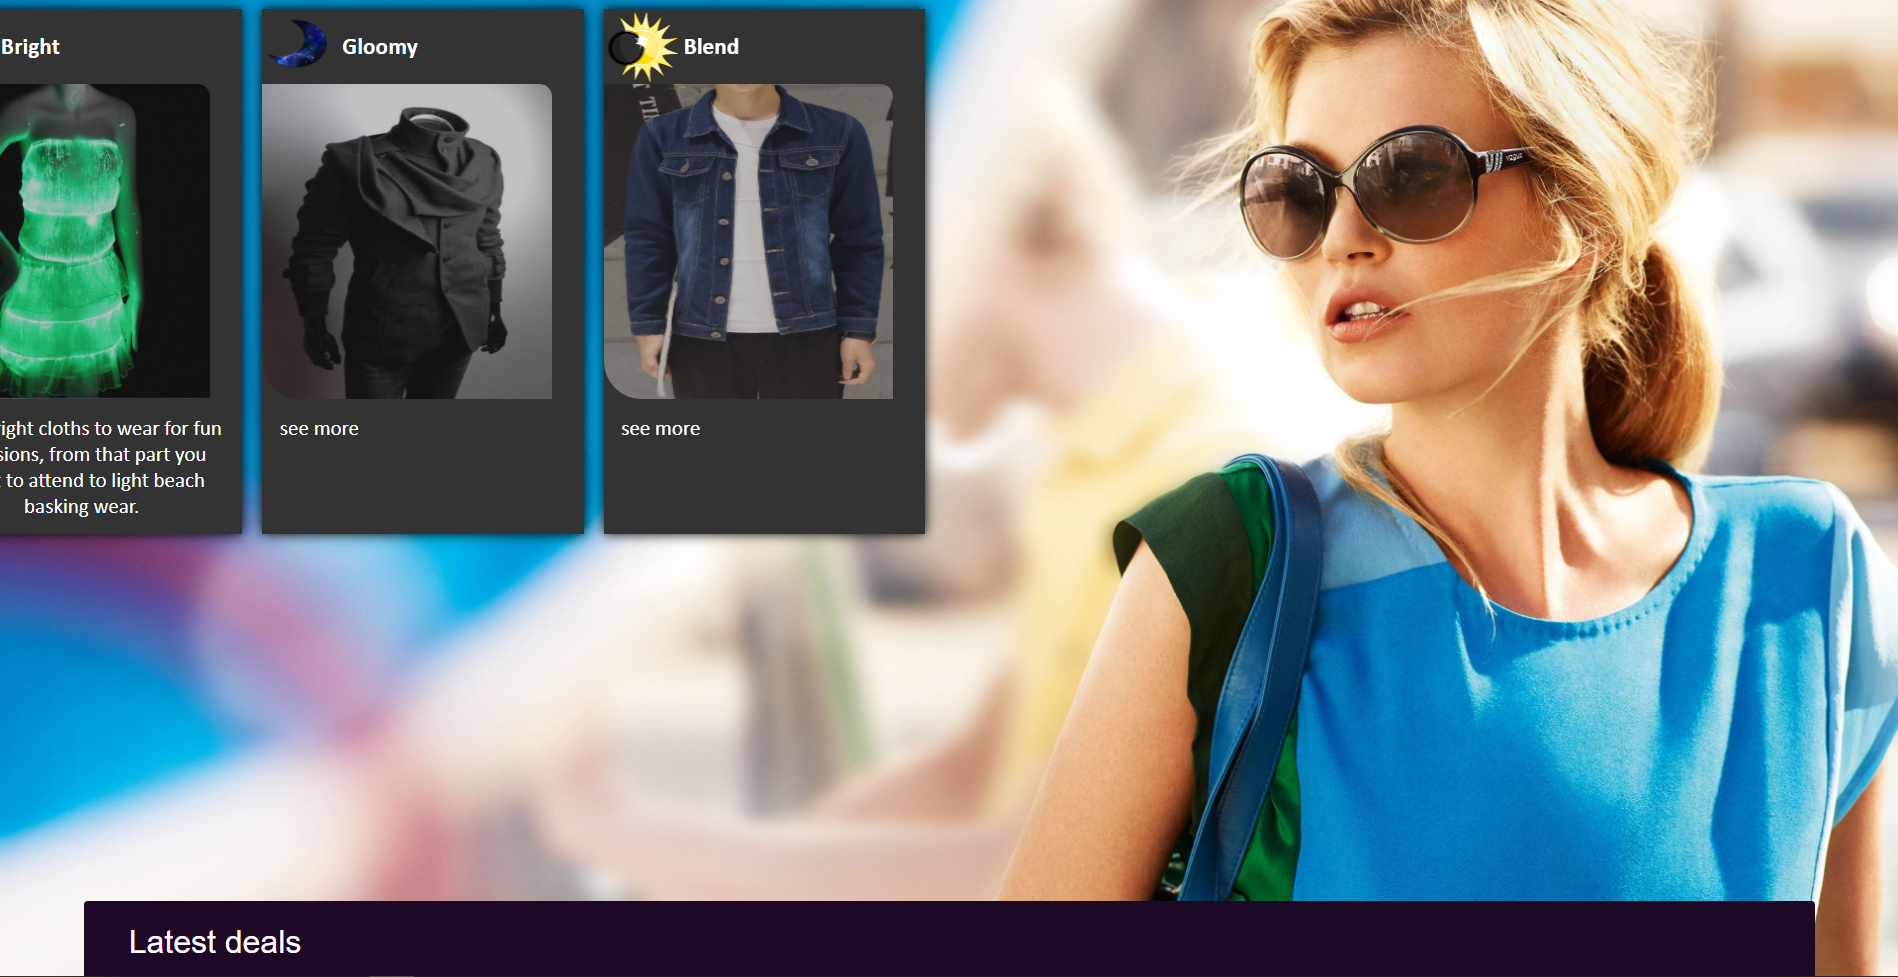 Bright
Gloomy
Blend
ight cloths to wear for fun
sions, from that part you
to attend to light beach
basking wear.
see more
see more
Latest deals